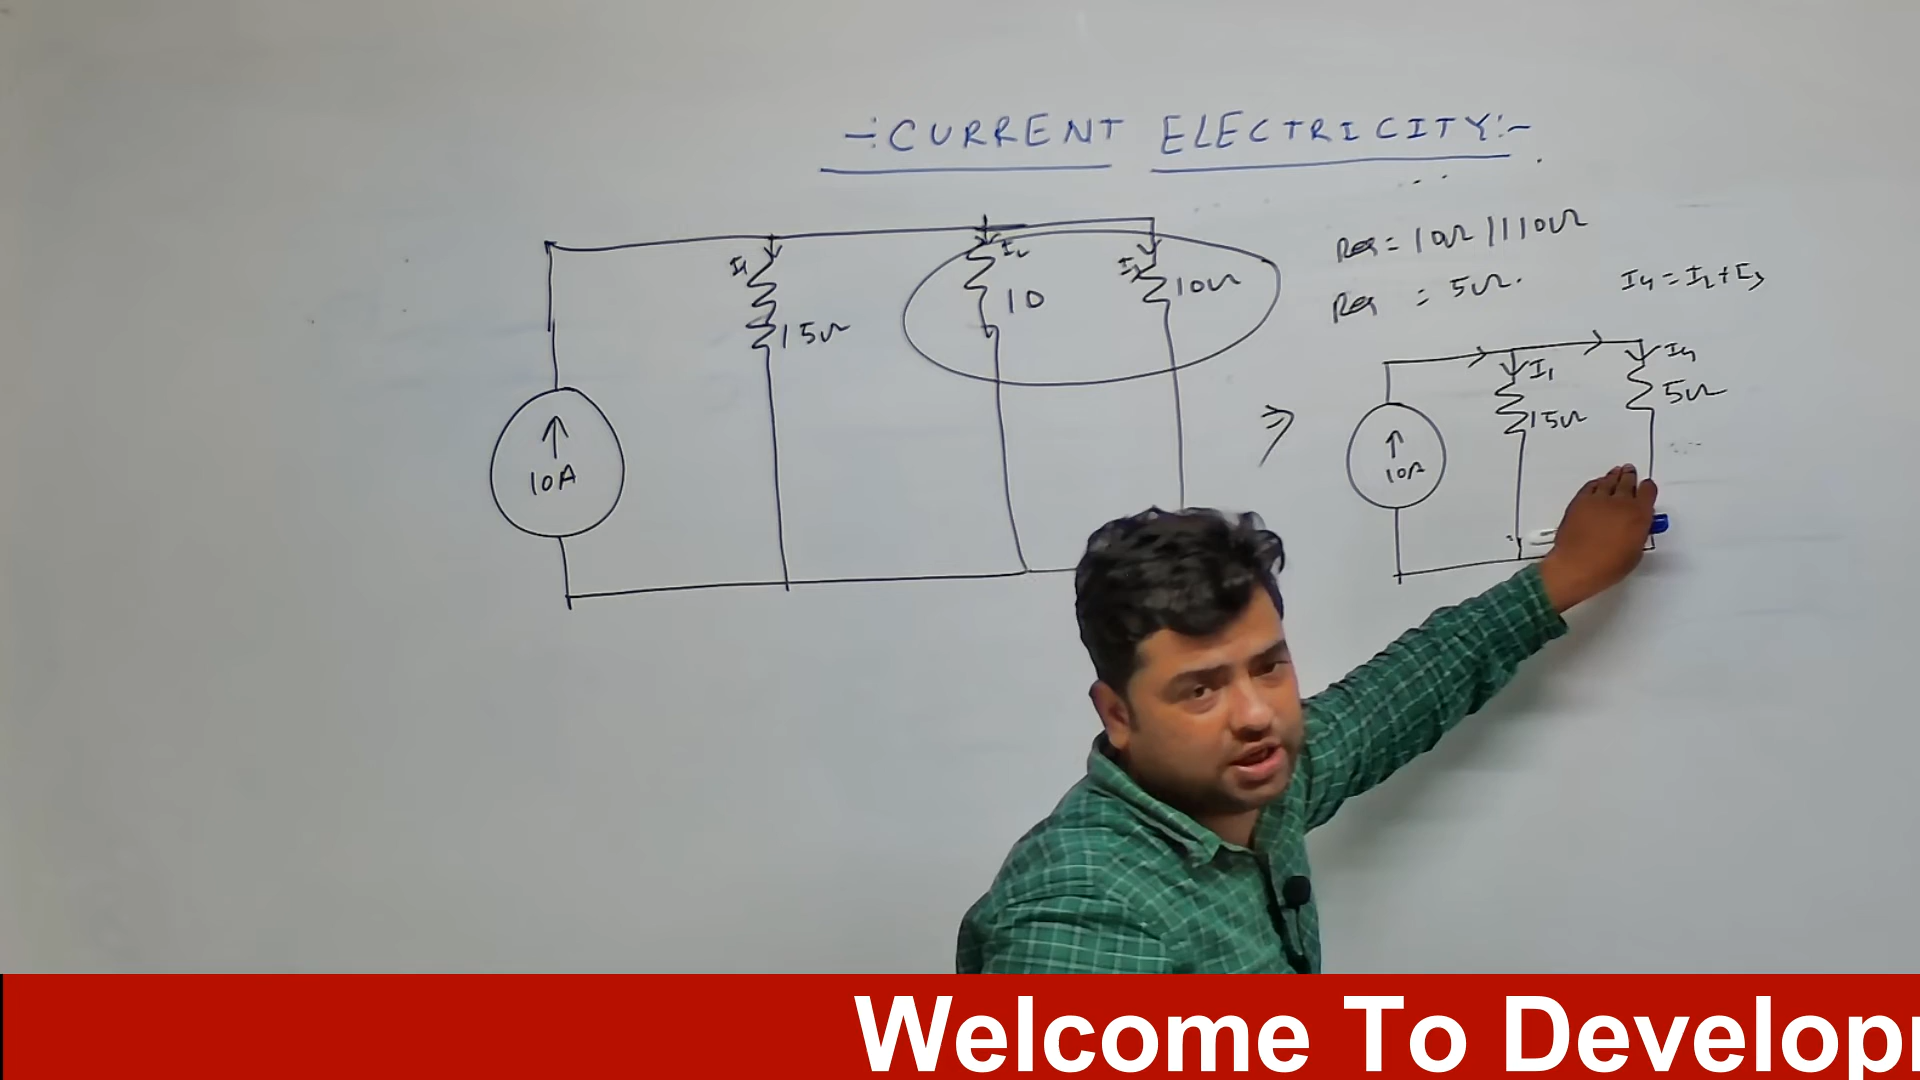 -:CURRENT ELECTRICITY:-
I1
15Ω
I2
10
I3
10Ω
10A
Req = 10Ω||10Ω
Req = 5Ω.
I4 = I2+I3
I1
15Ω
I4
5Ω
10A
Welcome To Develop